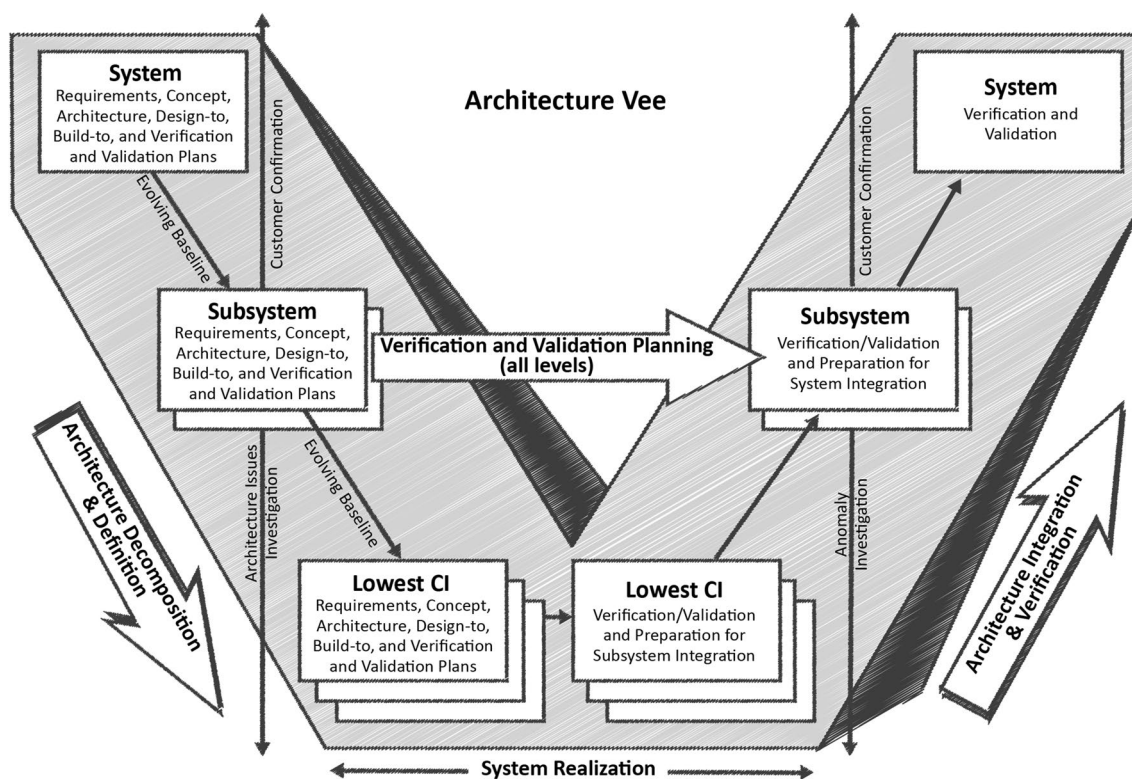 Architecture Vee
System
Requirements, Concept,
Architecture, Design-to,
Build-to, and Verification
and Validation Plans
Evolving Baseline
Customer Confirmation
Subsystem
Requirements, Concept,
Architecture, Design-to,
Build-to, and Verification
and Validation Plans
Architecture Issues
Investigation
Evolving Baseline
Architecture Decomposition
& Definition
Lowest CI
Requirements, Concept,
Architecture, Design-to,
Build-to, and Verification
and Validation Plans
Verification and Validation Planning
(all levels)
Lowest CI
Verification/Validation
and Preparation for
Subsystem Integration
Subsystem
Verification/Validation
and Preparation for
System Integration
Customer Confirmation
Anomaly
Investigation
System
Verification and
Validation
Architecture Integration
& Verification
System Realization